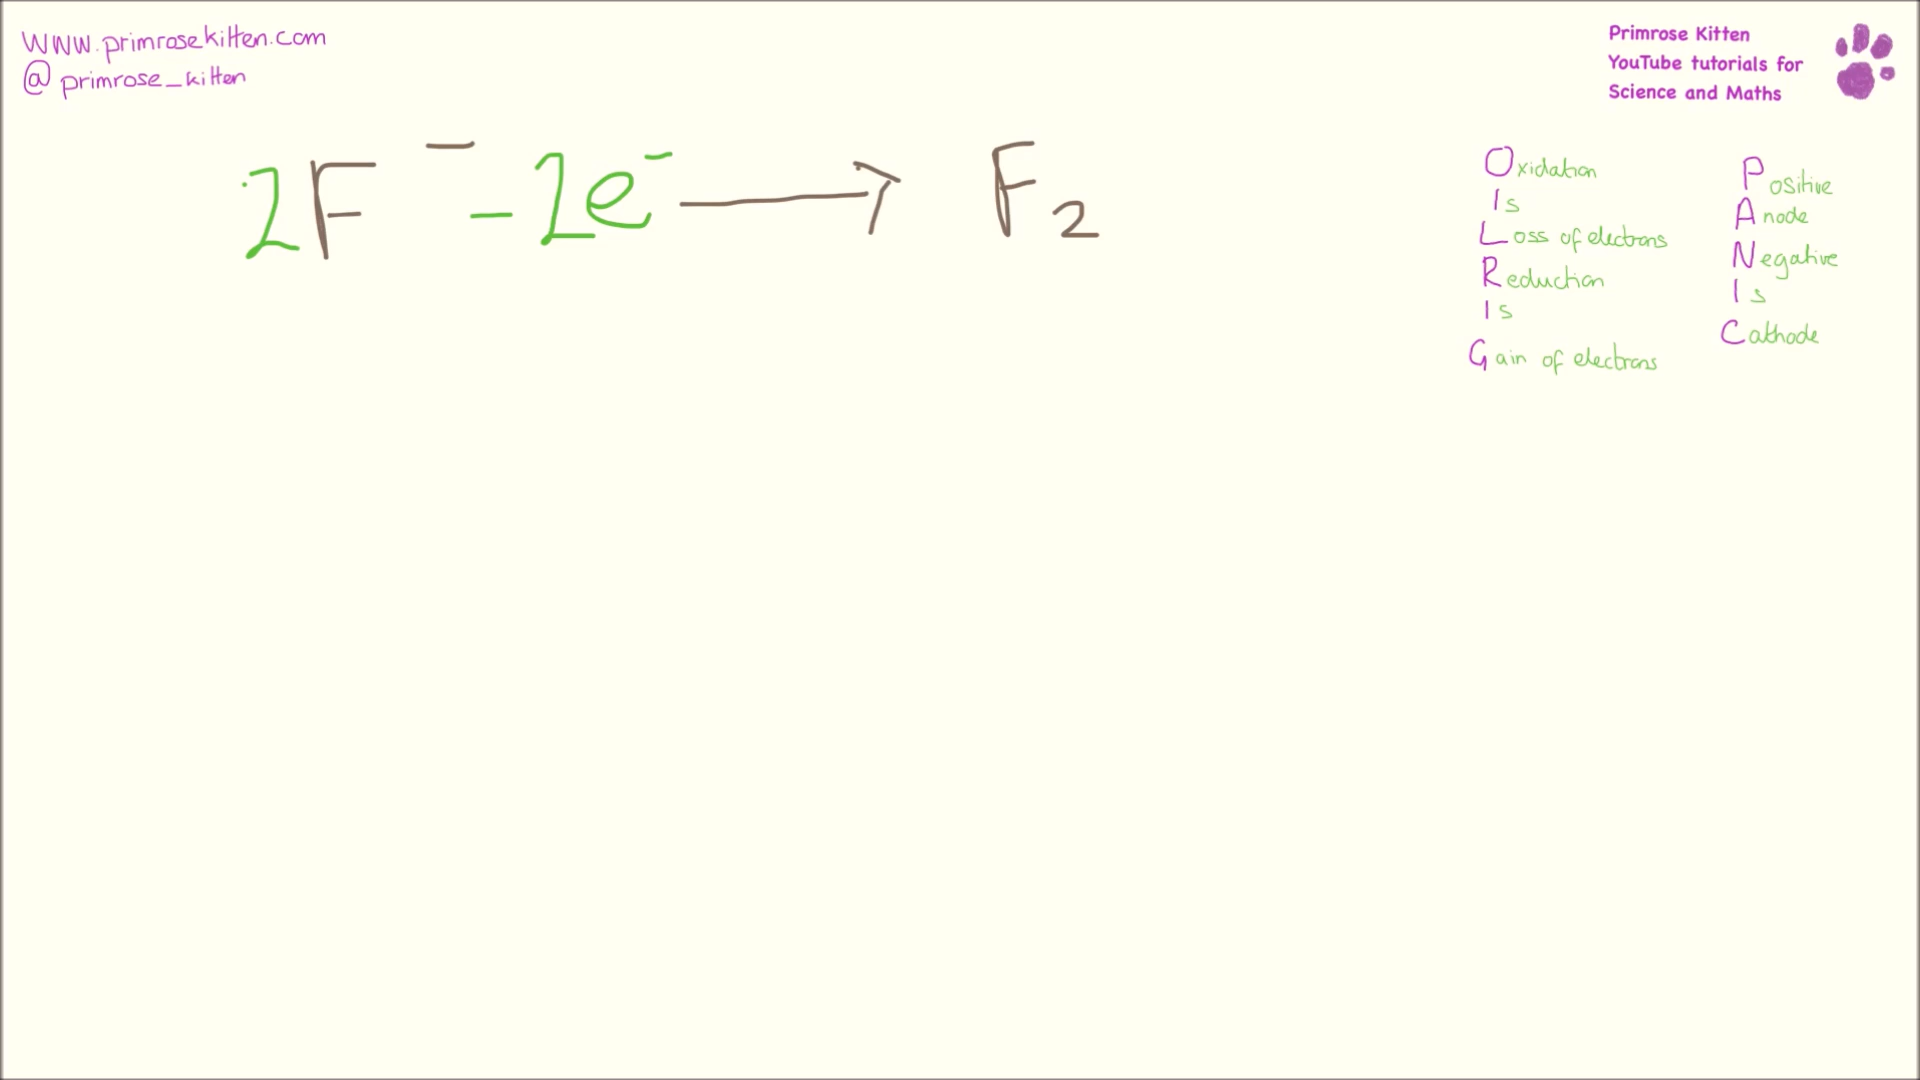 www.primrosekitten.com
@primrose_kitten
Primrose Kitten
YouTube tutorials for
Science and Maths
2F⁻ - 2e⁻ → F₂
Oxidation
Is
Loss of electrons
Reduction
Is
Gain of electrons
Positive
Anode
Negative
Is
Cathode